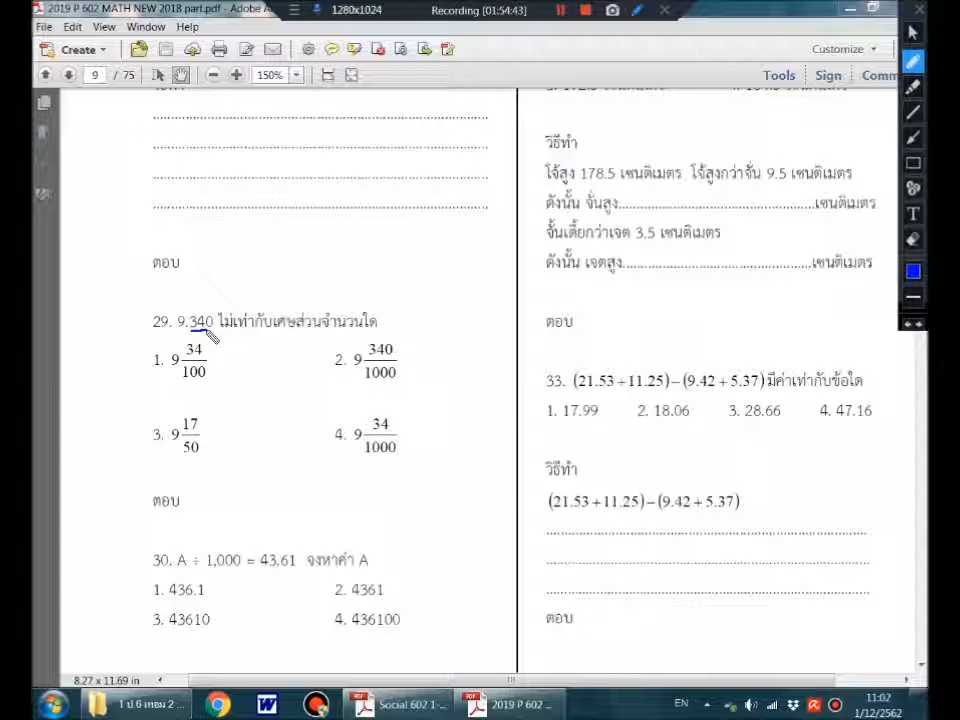 2019 P 602 MATH NEW 2018 part.pdf - Adobe
1280x1024
Recording [01:54:43]
File Edit View Window Help
Create
Customize
9 / 75
150%
Tools Sign Comm
ตอบ
29. 9.340 ไม่เท่ากับเศษส่วนจำนวนใด
1. 9 34/100 2. 9 340/1000
3. 9 17/50 4. 9 34/1000
ตอบ
30. A ÷ 1,000 = 43.61 จงหาค่า A
1. 436.1 2. 4361
3. 43610 4. 436100
วิธีทำ
โจ้สูง 178.5 เซนติเมตร โจ้สูงกว่าจั่น 9.5 เซนติเมตร
ดังนั้น จั่นสูง................................................เซนติเมตร
จั่นเตี้ยกว่าเจต 3.5 เซนติเมตร
ดังนั้น เจตสูง...............................................เซนติเมตร
ตอบ
33. (21.53 + 11.25) – (9.42 + 5.37) มีค่าเท่ากับข้อใด
1. 17.99 2. 18.06 3. 28.66 4. 47.16
วิธีทำ
(21.53 + 11.25) – (9.42 + 5.37)
ตอบ
8.27 x 11.69 in
1 ป.6 เทอม 2 ...
Social 602 1-...
2019 P 602 ...
EN
11:02
1/12/2562